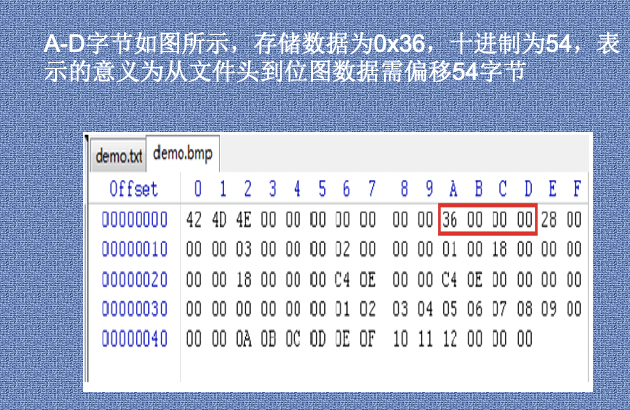 A-D字节如图所示，存储数据为0x36，十进制为54，表
示的意义为从文件头到位图数据需偏移54字节
demo.txt demo.bmp
Offset 0 1 2 3 4 5 6 7 8 9 A B C D E F
00000000 42 4D 4E 00 00 00 00 00 00 00 36 00 00 00 28 00
00000010 00 00 03 00 00 00 02 00 00 00 01 00 18 00 00 00
00000020 00 00 18 00 00 00 C4 0E 00 00 C4 0E 00 00 00 00
00000030 00 00 00 00 00 00 01 02 03 04 05 06 07 08 09 00
00000040 00 00 0A 0B 0C 0D 0E 0F 10 11 12 00 00 00